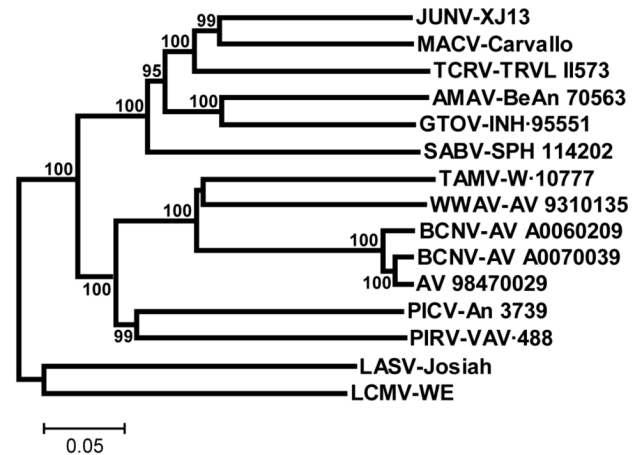 99
JUNV-XJ13
100
MACV-Carvallo
95
TCRV-TRVL II573
100
100
AMAV-BeAn 70563
GTOV-INH·95551
SABV-SPH 114202
100
TAMV-W·10777
100
WWAV-AV 9310135
BCNV-AV A0060209
100
BCNV-AV A0070039
100
100
AV 98470029
PICV-An 3739
99
PIRV-VAV·488
LASV-Josiah
LCMV-WE
0.05